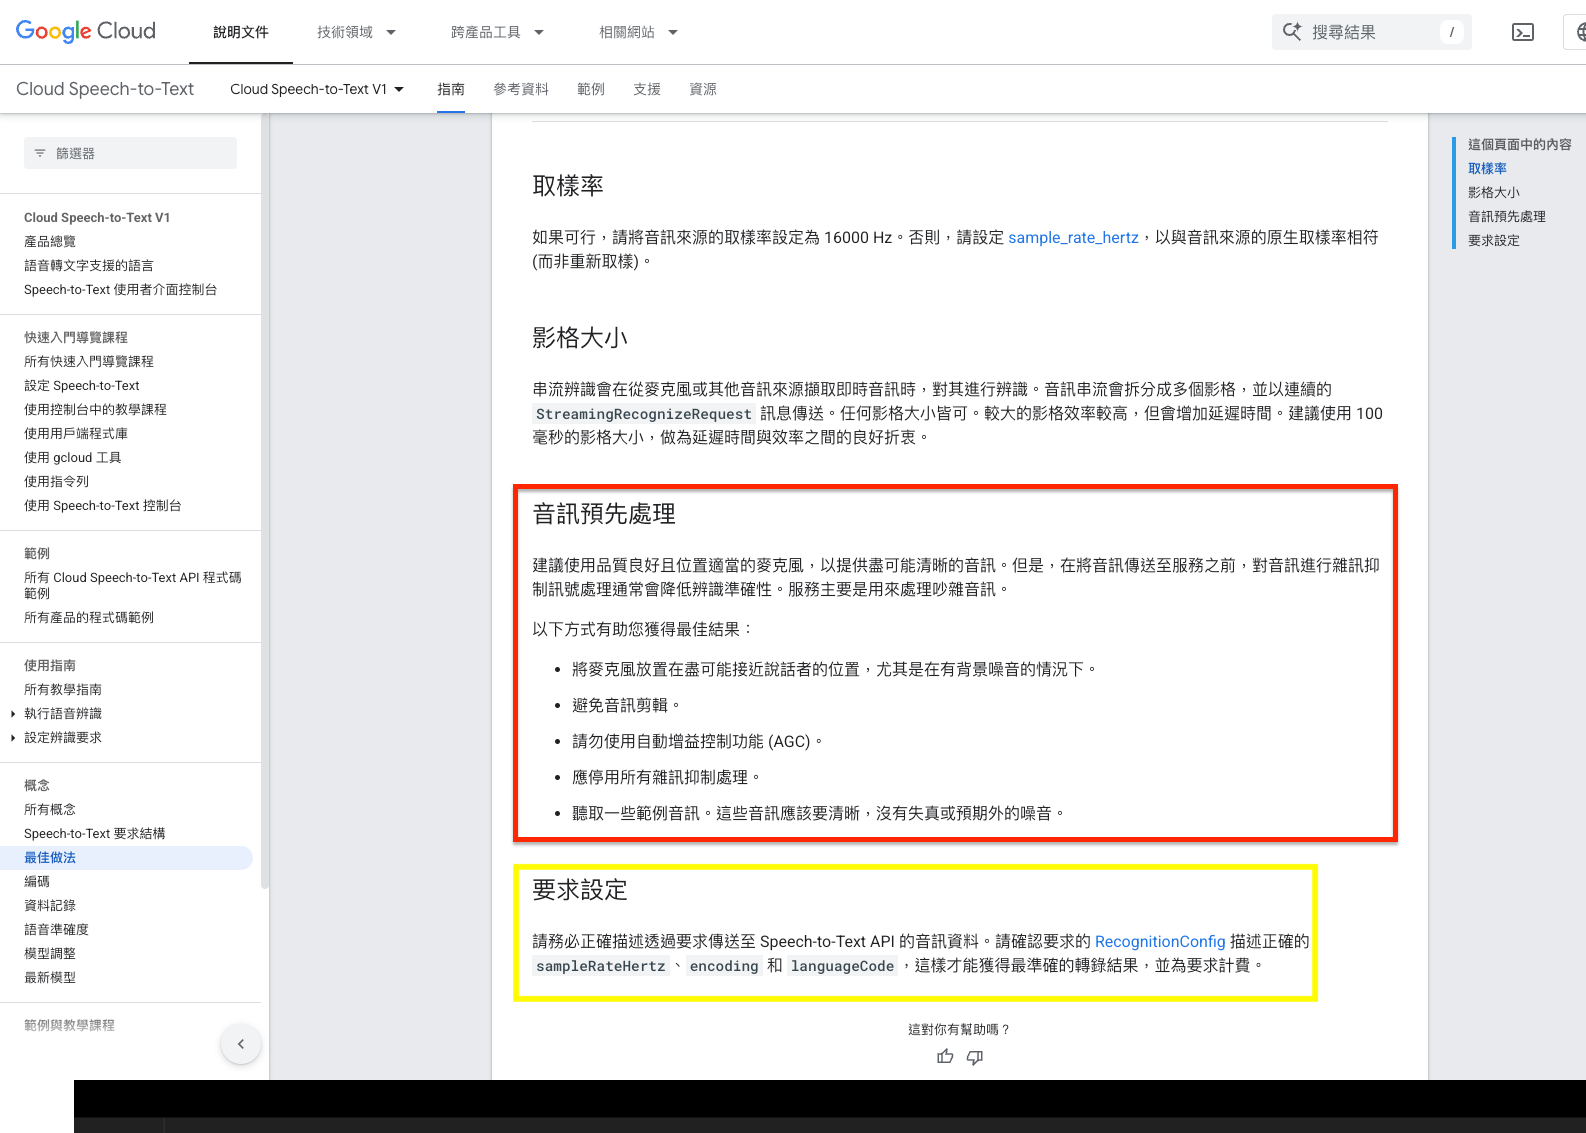 Google Cloud
說明文件
技術領域
跨產品工具
相關網站
搜尋結果
/
Cloud Speech-to-Text
Cloud Speech-to-Text V1
指南
參考資料
範例
支援
資源
篩選器
Cloud Speech-to-Text V1
產品總覽
語音轉文字支援的語言
Speech-to-Text 使用者介面控制台
快速入門導覽課程
所有快速入門導覽課程
設定 Speech-to-Text
使用控制台中的教學課程
使用用戶端程式庫
使用 gcloud 工具
使用指令列
使用 Speech-to-Text 控制台
範例
所有 Cloud Speech-to-Text API 程式碼
範例
所有產品的程式碼範例
使用指南
所有教學指南
執行語音辨識
設定辨識要求
概念
所有概念
Speech-to-Text 要求結構
最佳做法
編碼
資料記錄
語音準確度
模型調整
最新模型
範例與教學課程
取樣率
如果可行，請將音訊來源的取樣率設定為 16000 Hz。否則，請設定 sample_rate_hertz，以與音訊來源的原生取樣率相符
(而非重新取樣)。
影格大小
串流辨識會在從麥克風或其他音訊來源擷取即時音訊時，對其進行辨識。音訊串流會拆分成多個影格，並以連續的
StreamingRecognizeRequest 訊息傳送。任何影格大小皆可。較大的影格效率較高，但會增加延遲時間。建議使用 100
毫秒的影格大小，做為延遲時間與效率之間的良好折衷。
音訊預先處理
建議使用品質良好且位置適當的麥克風，以提供盡可能清晰的音訊。但是，在將音訊傳送至服務之前，對音訊進行雜訊抑
制訊號處理通常會降低辨識準確性。服務主要是用來處理吵雜音訊。
以下方式有助您獲得最佳結果：
• 將麥克風放置在盡可能接近說話者的位置，尤其是在有背景噪音的情況下。
• 避免音訊剪輯。
• 請勿使用自動增益控制功能 (AGC)。
• 應停用所有雜訊抑制處理。
• 聽取一些範例音訊。這些音訊應該要清晰，沒有失真或預期外的噪音。
要求設定
請務必正確描述透過要求傳送至 Speech-to-Text API 的音訊資料。請確認要求的 RecognitionConfig 描述正確的
sampleRateHertz、encoding 和 languageCode，這樣才能獲得最準確的轉錄結果，並為要求計費。
這對你有幫助嗎？
這個頁面中的內容
取樣率
影格大小
音訊預先處理
要求設定